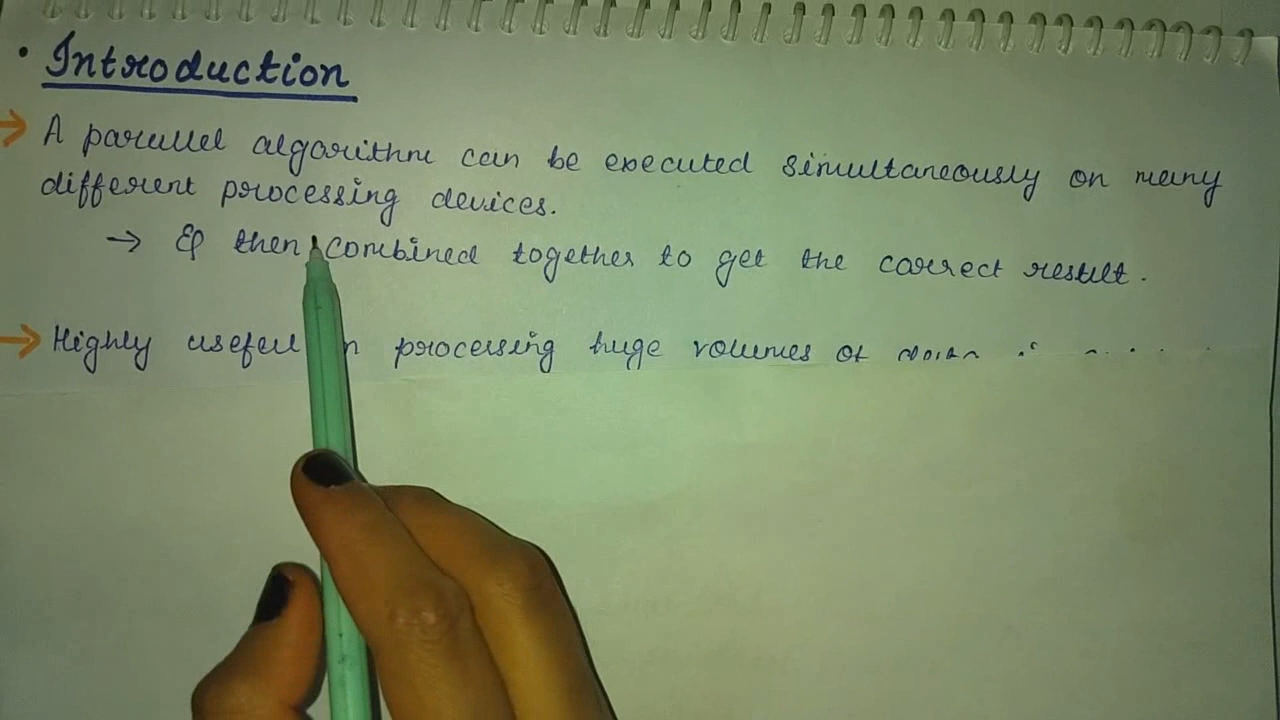 • Introduction
→ A parallel algorithm can be executed simultaneously on many
different processing devices.
→ & then combined together to get the correct result.
→ Highly useful in processing huge volumes of